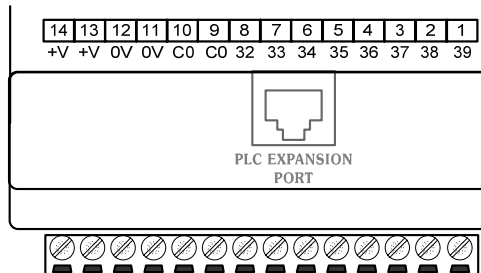 14 13 12 11 10 9 8 7 6 5 4 3 2 1
+V +V 0V 0V C0 C0 32 33 34 35 36 37 38 39
PLC EXPANSION
PORT